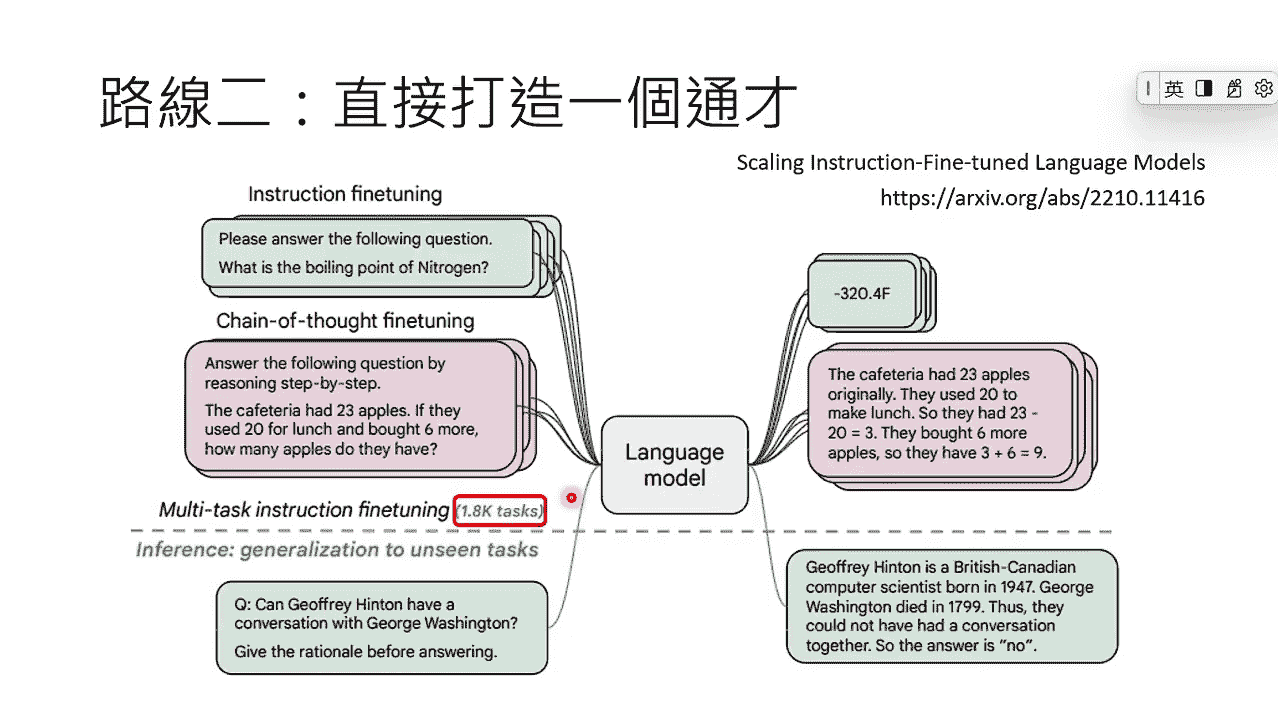 路線二：直接打造一個通才
英
Scaling Instruction-Fine-tuned Language Models
https://arxiv.org/abs/2210.11416
Instruction finetuning
Please answer the following question.
What is the boiling point of Nitrogen?
-320.4F
Chain-of-thought finetuning
Answer the following question by
reasoning step-by-step.
The cafeteria had 23 apples. If they
used 20 for lunch and bought 6 more,
how many apples do they have?
The cafeteria had 23 apples
originally. They used 20 to
make lunch. So they had 23 -
20 = 3. They bought 6 more
apples, so they have 3 + 6 = 9.
Language
model
Multi-task instruction finetuning (1.8K tasks)
Inference: generalization to unseen tasks
Q: Can Geoffrey Hinton have a
conversation with George Washington?
Give the rationale before answering.
Geoffrey Hinton is a British-Canadian
computer scientist born in 1947. George
Washington died in 1799. Thus, they
could not have had a conversation
together. So the answer is "no".